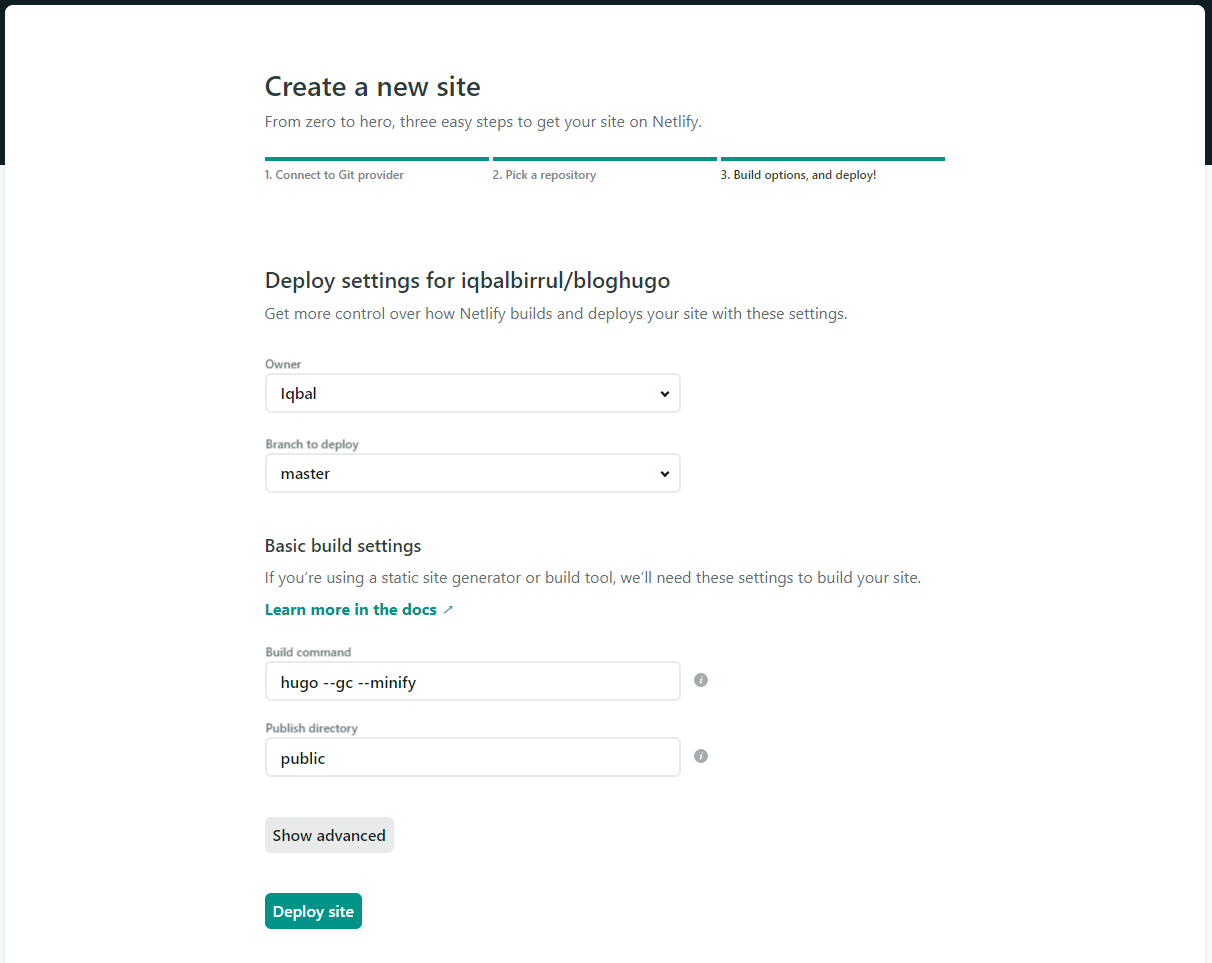 Create a new site
From zero to hero, three easy steps to get your site on Netlify.
1. Connect to Git provider
2. Pick a repository
3. Build options, and deploy!
Deploy settings for iqbalbirrul/bloghugo
Get more control over how Netlify builds and deploys your site with these settings.
Owner
Iqbal
Branch to deploy
master
Basic build settings
If you’re using a static site generator or build tool, we’ll need these settings to build your site.
Learn more in the docs ↗
Build command
hugo --gc --minify
i
Publish directory
public
i
Show advanced
Deploy site